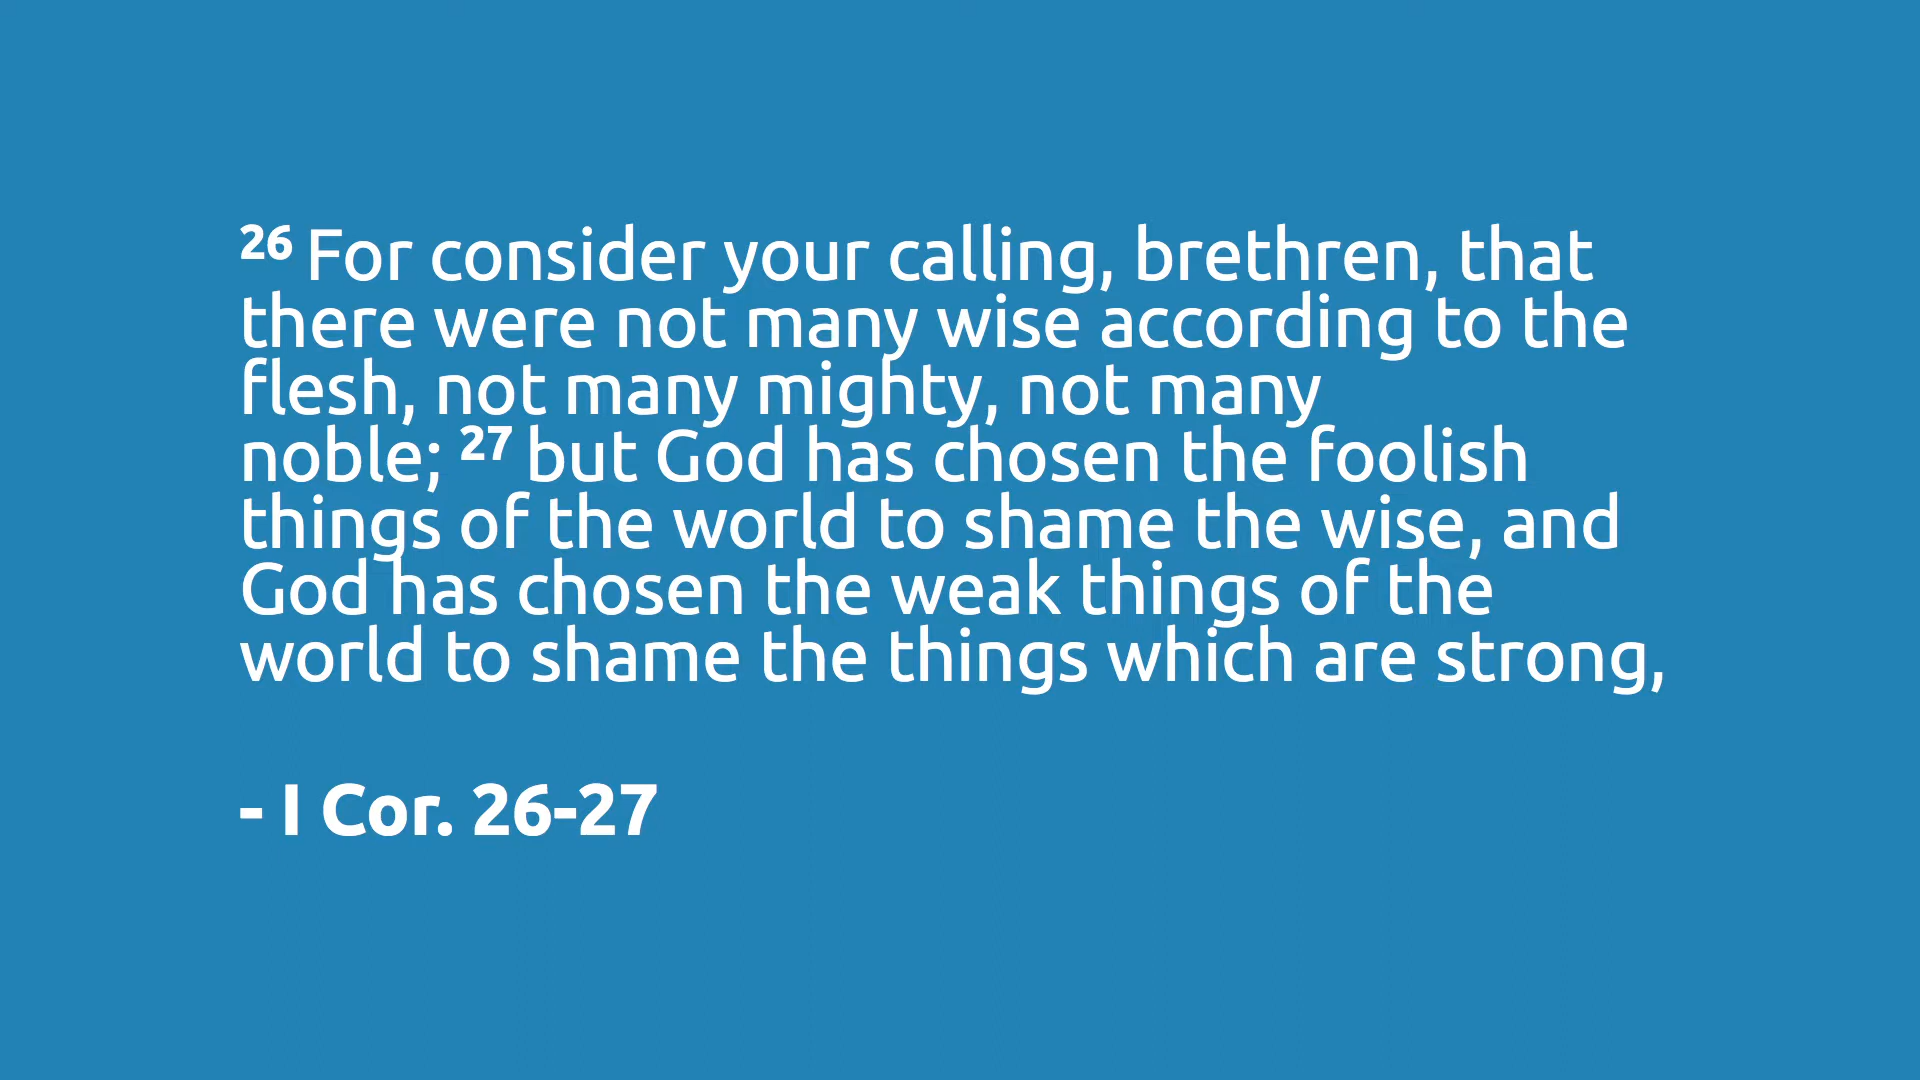 26 For consider your calling, brethren, that
there were not many wise according to the
flesh, not many mighty, not many
noble; 27 but God has chosen the foolish
things of the world to shame the wise, and
God has chosen the weak things of the
world to shame the things which are strong,
- I Cor. 26-27